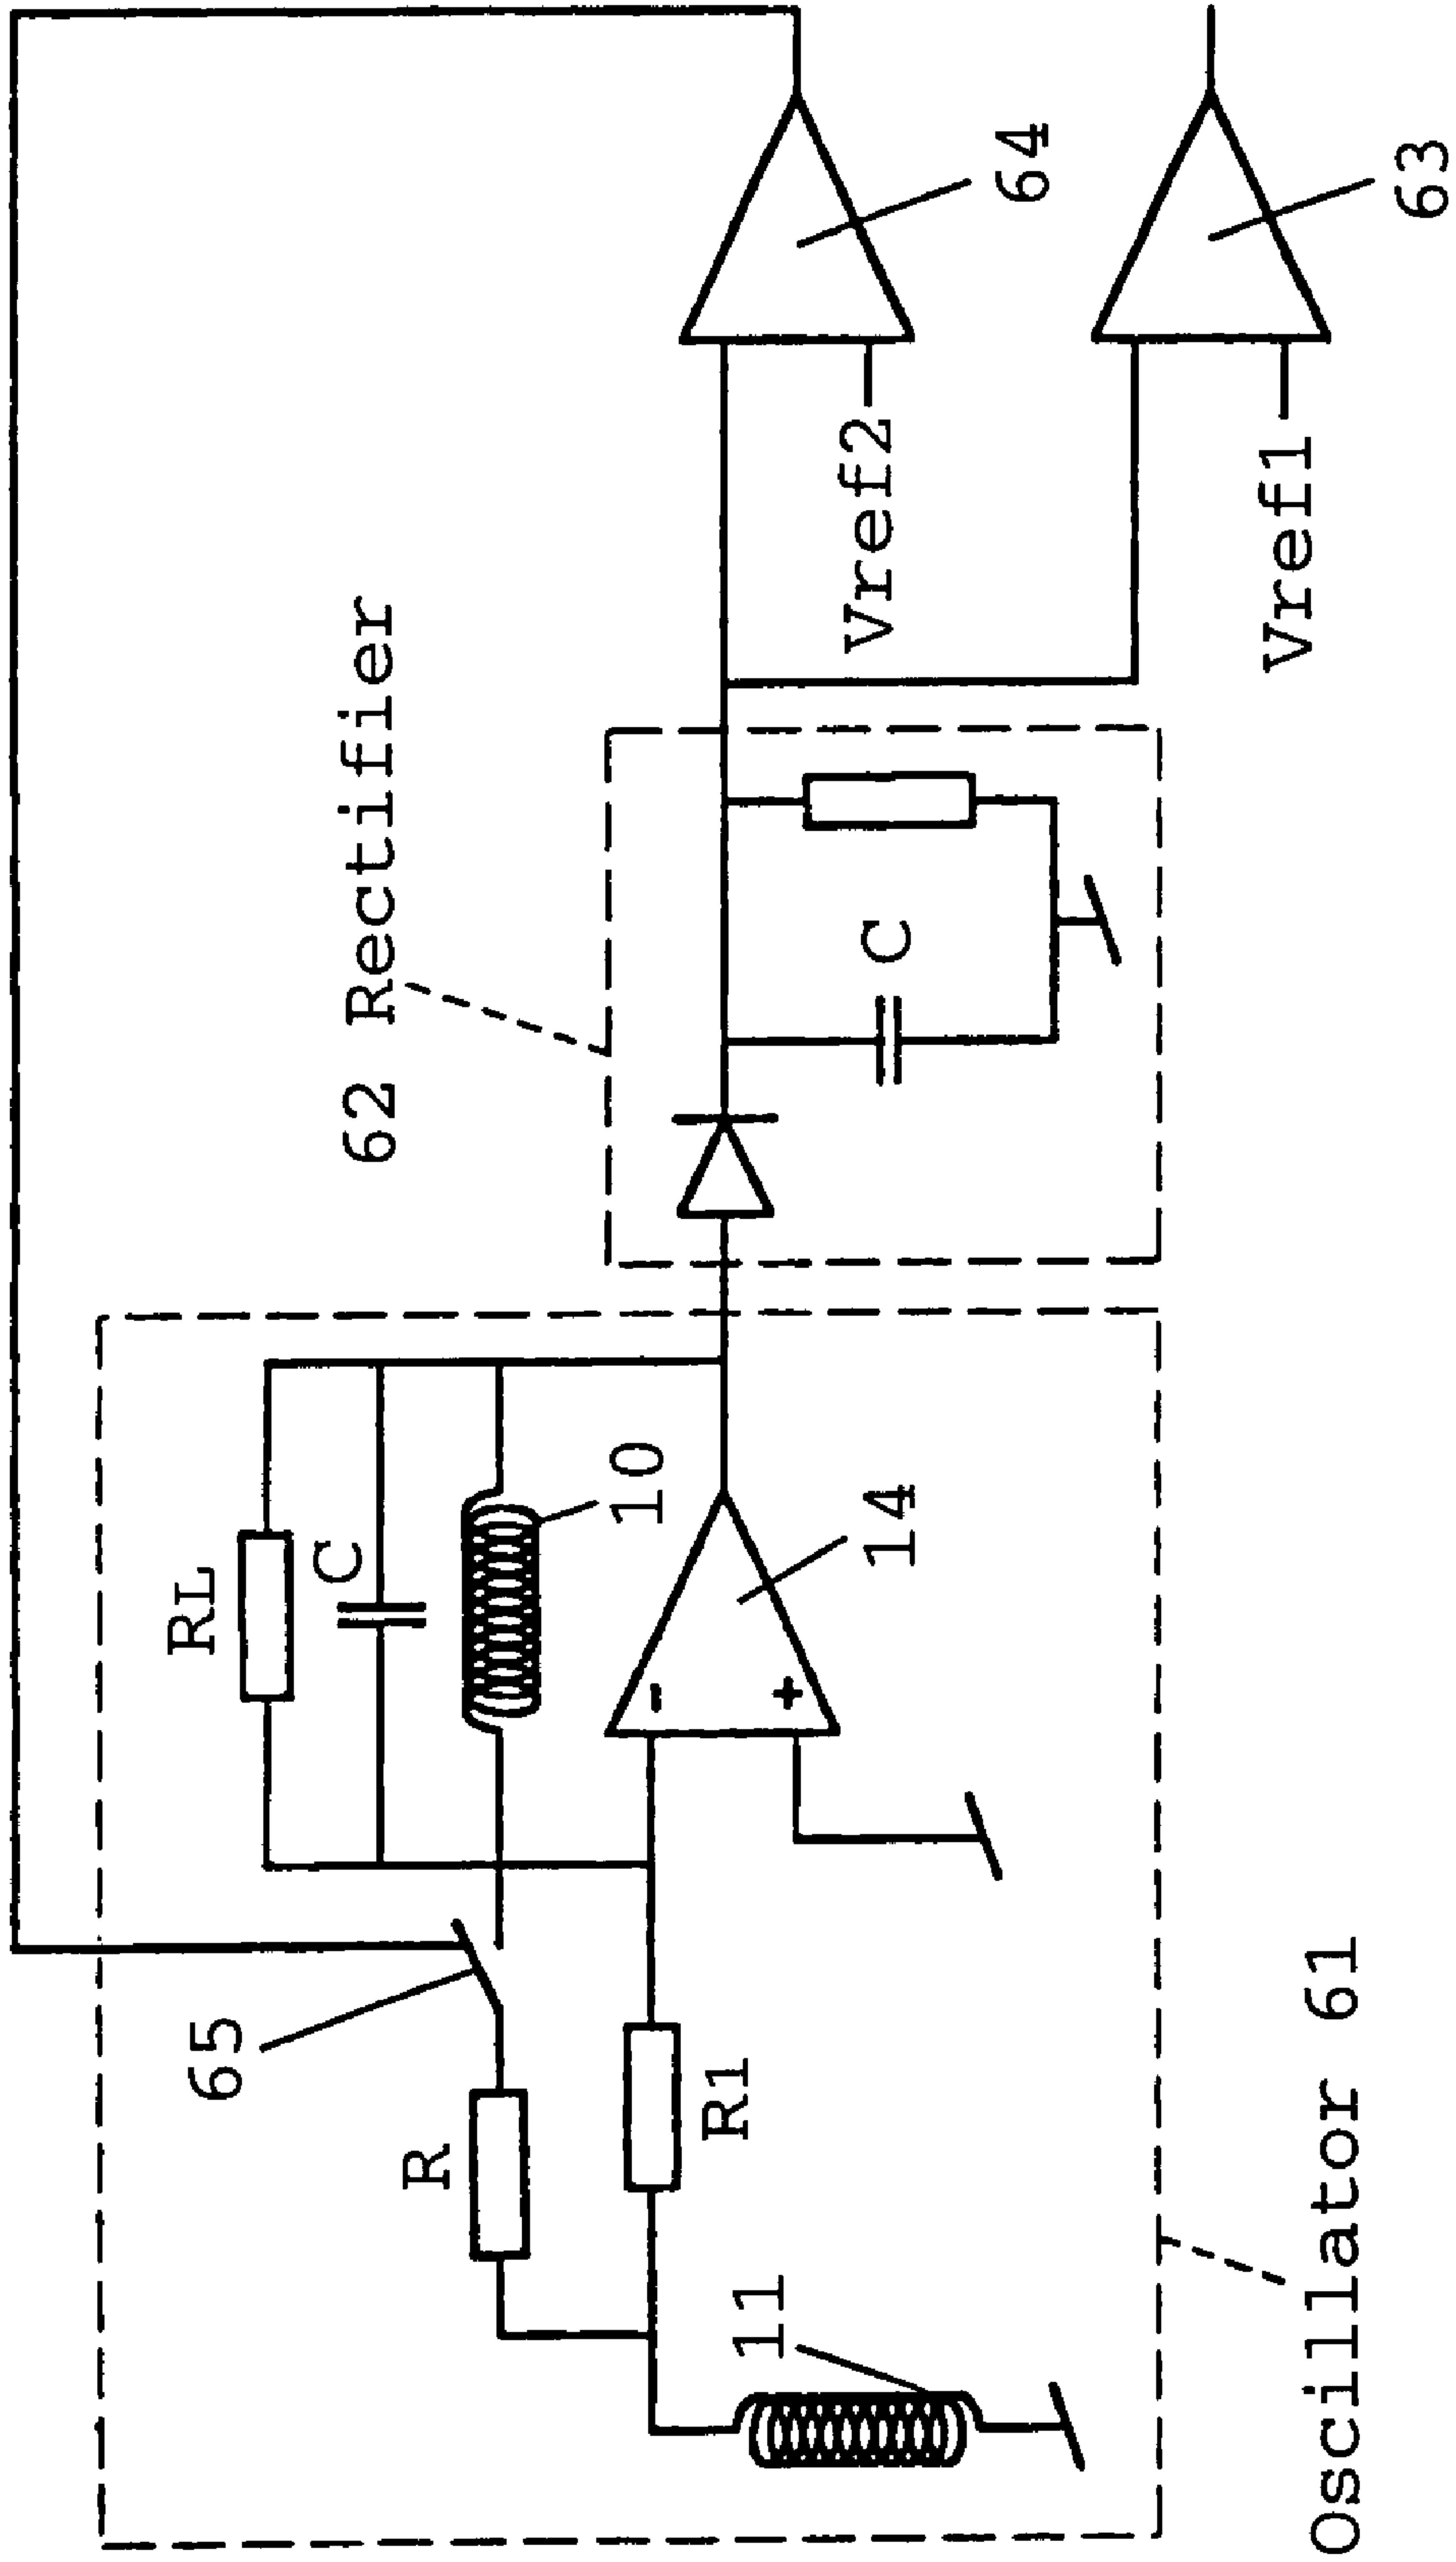 62 Rectifier
RL
C
10
65
R
R1
11
-
+
14
C
Vref2
64
Vref1
63
Oscillator 61